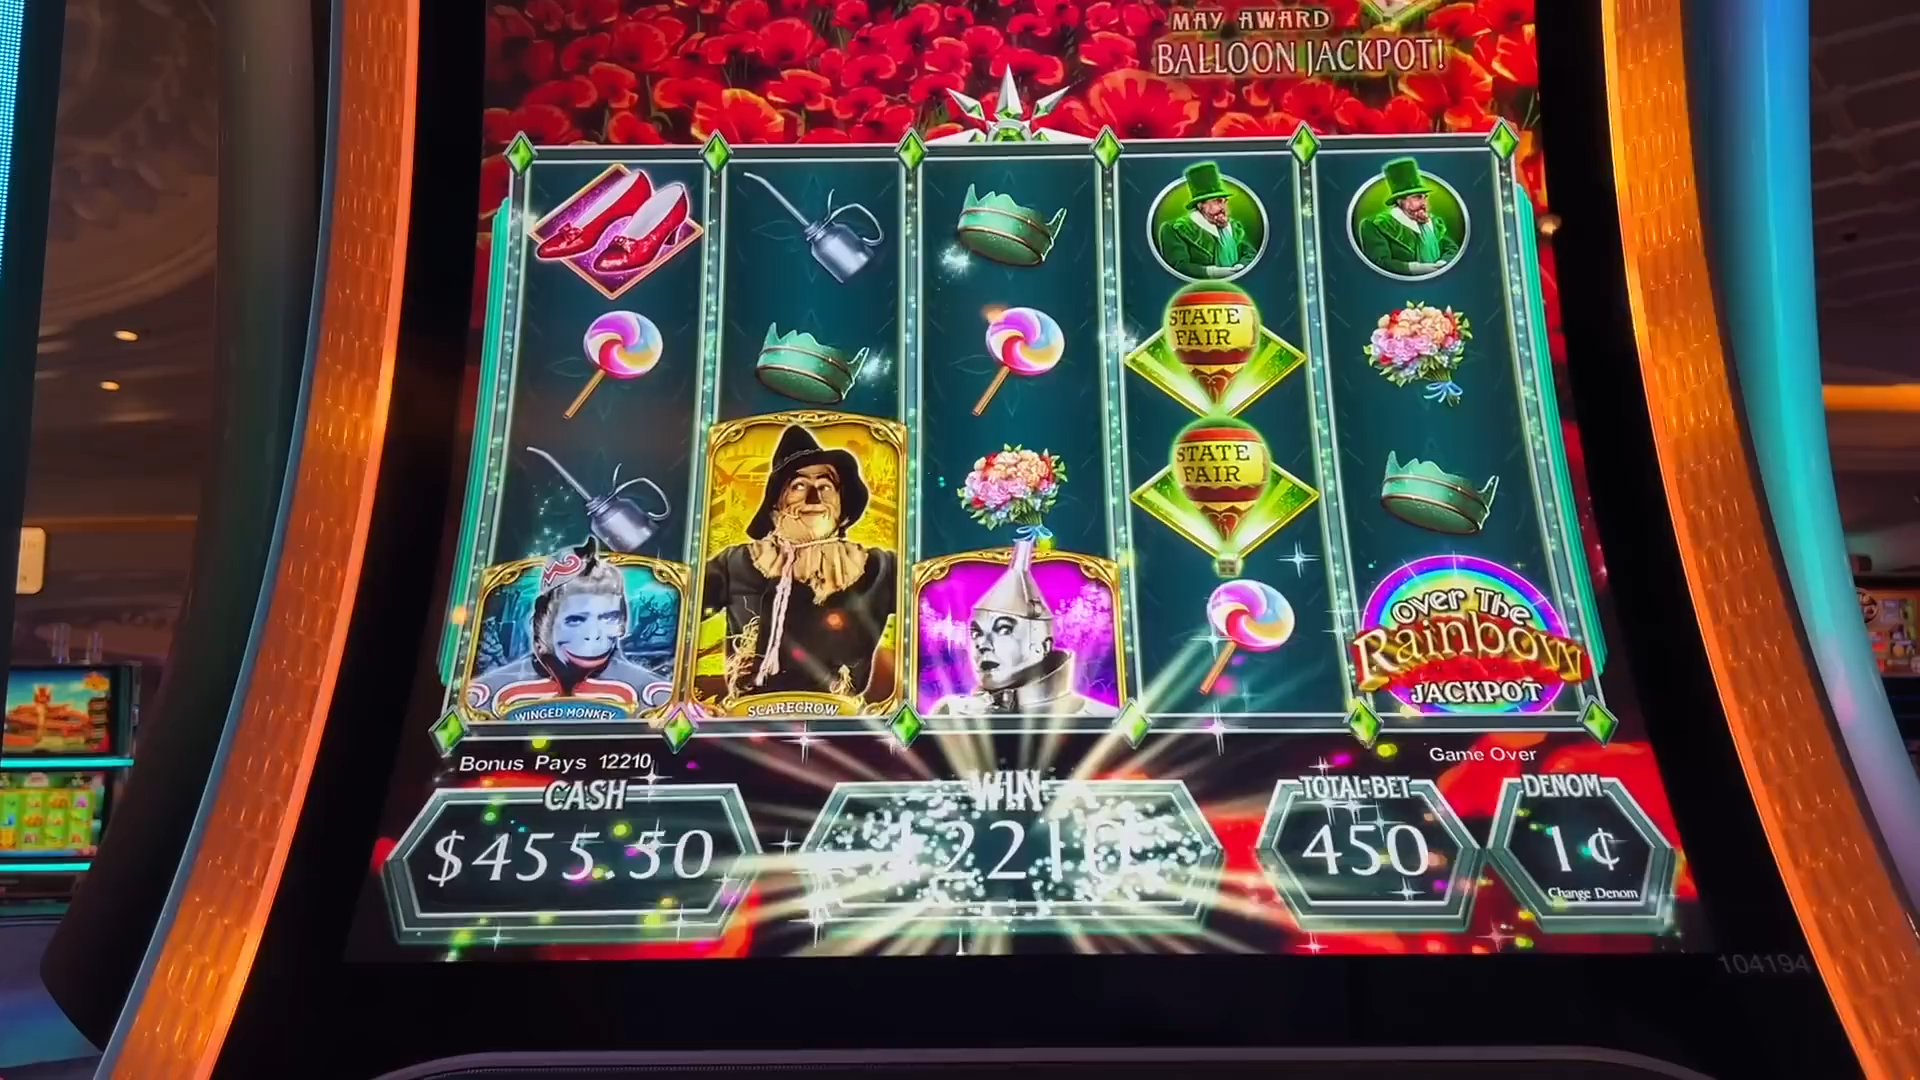 MAY AWARD
BALLOON JACKPOT!
STATE
FAIR
STATE
FAIR
WINGED MONKEY
SCARECROW
Over The
Rainbow
JACKPOT
Bonus Pays 12210
Game Over
CASH
$455.50
WIN
12210
TOTAL BET
450
DENOM
1¢
Change Denom
104194